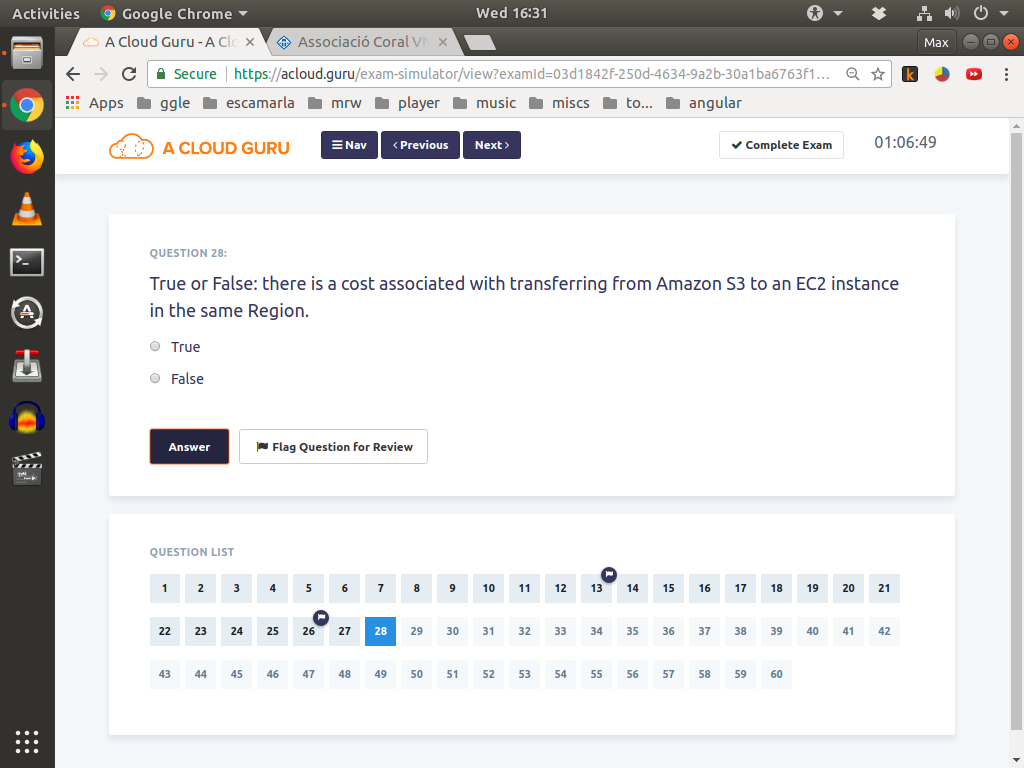 Activities Google Chrome Wed 16:31
A Cloud Guru - A Clo Associació Coral VN Max
Secure https://acloud.guru/exam-simulator/view?examId=03d1842f-250d-4634-9a2b-30a1ba6763f1...
Apps ggle escamarla mrw player music miscs to... angular
A CLOUD GURU Nav Previous Next Complete Exam 01:06:49
QUESTION 28:
True or False: there is a cost associated with transferring from Amazon S3 to an EC2 instance
in the same Region.
True
False
Answer Flag Question for Review
QUESTION LIST
1 2 3 4 5 6 7 8 9 10 11 12 13 14 15 16 17 18 19 20 21
22 23 24 25 26 27 28 29 30 31 32 33 34 35 36 37 38 39 40 41 42
43 44 45 46 47 48 49 50 51 52 53 54 55 56 57 58 59 60